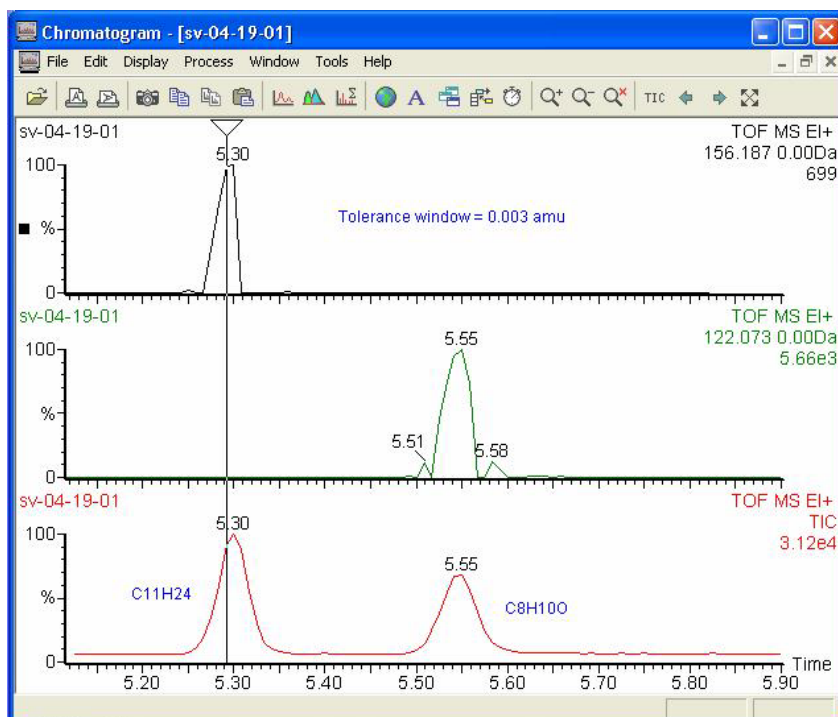 Chromatogram - [sv-04-19-01]
File Edit Display Process Window Tools Help
A A TIC
sv-04-19-01 TOF MS EI+
156.187 0.00Da
699
5.30
100
%
0
Tolerance window = 0.003 amu
sv-04-19-01 TOF MS EI+
122.073 0.00Da
5.66e3
5.55
100
%
0
5.51
5.58
sv-04-19-01 TOF MS EI+
TIC
3.12e4
5.30
100
%
0
5.55
C11H24
C8H10O
Time
5.20 5.30 5.40 5.50 5.60 5.70 5.80 5.90